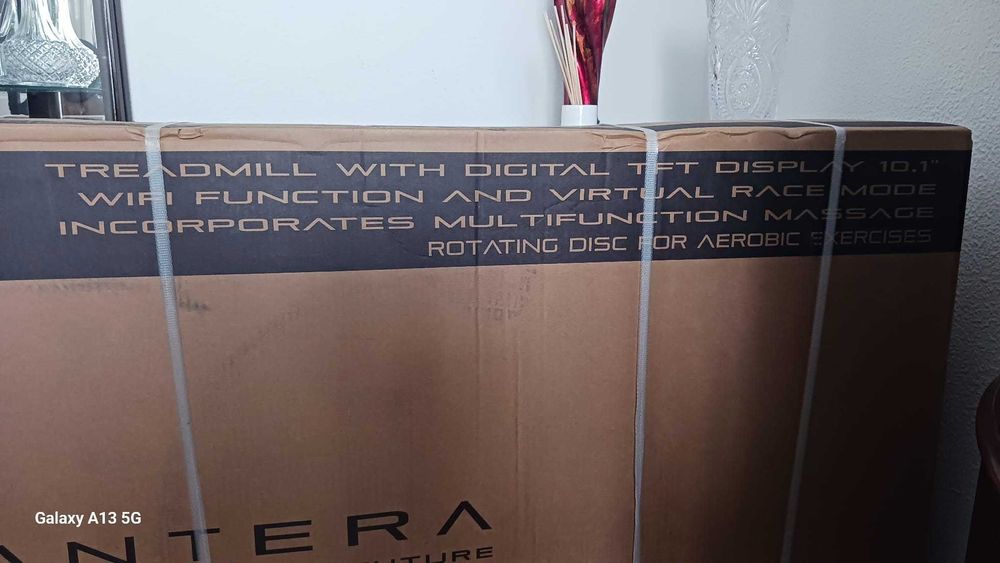 TREADMILL WITH DIGITAL TFT DISPLAY 10,1"
WIFI FUNCTION AND VIRTUAL RACE MODE
INCORPORATES MULTIFUNCTION MASSAGE
ROTATING DISC FOR AEROBIC EXERCISES
ANTERA
Galaxy A13 5G